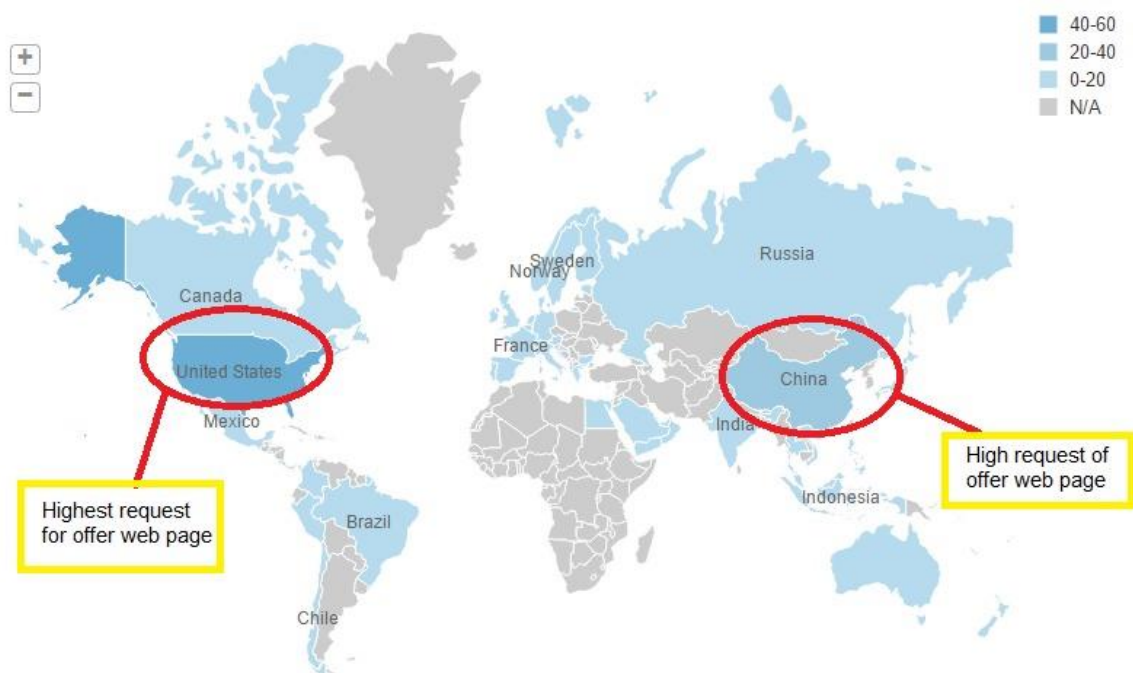 40-60
20-40
0-20
N/A
+
−
Russia
Sweden
Norway
Canada
France
United States
China
Mexico
India
High request of
offer web page
Indonesia
Highest request
for offer web page
Brazil
Chile